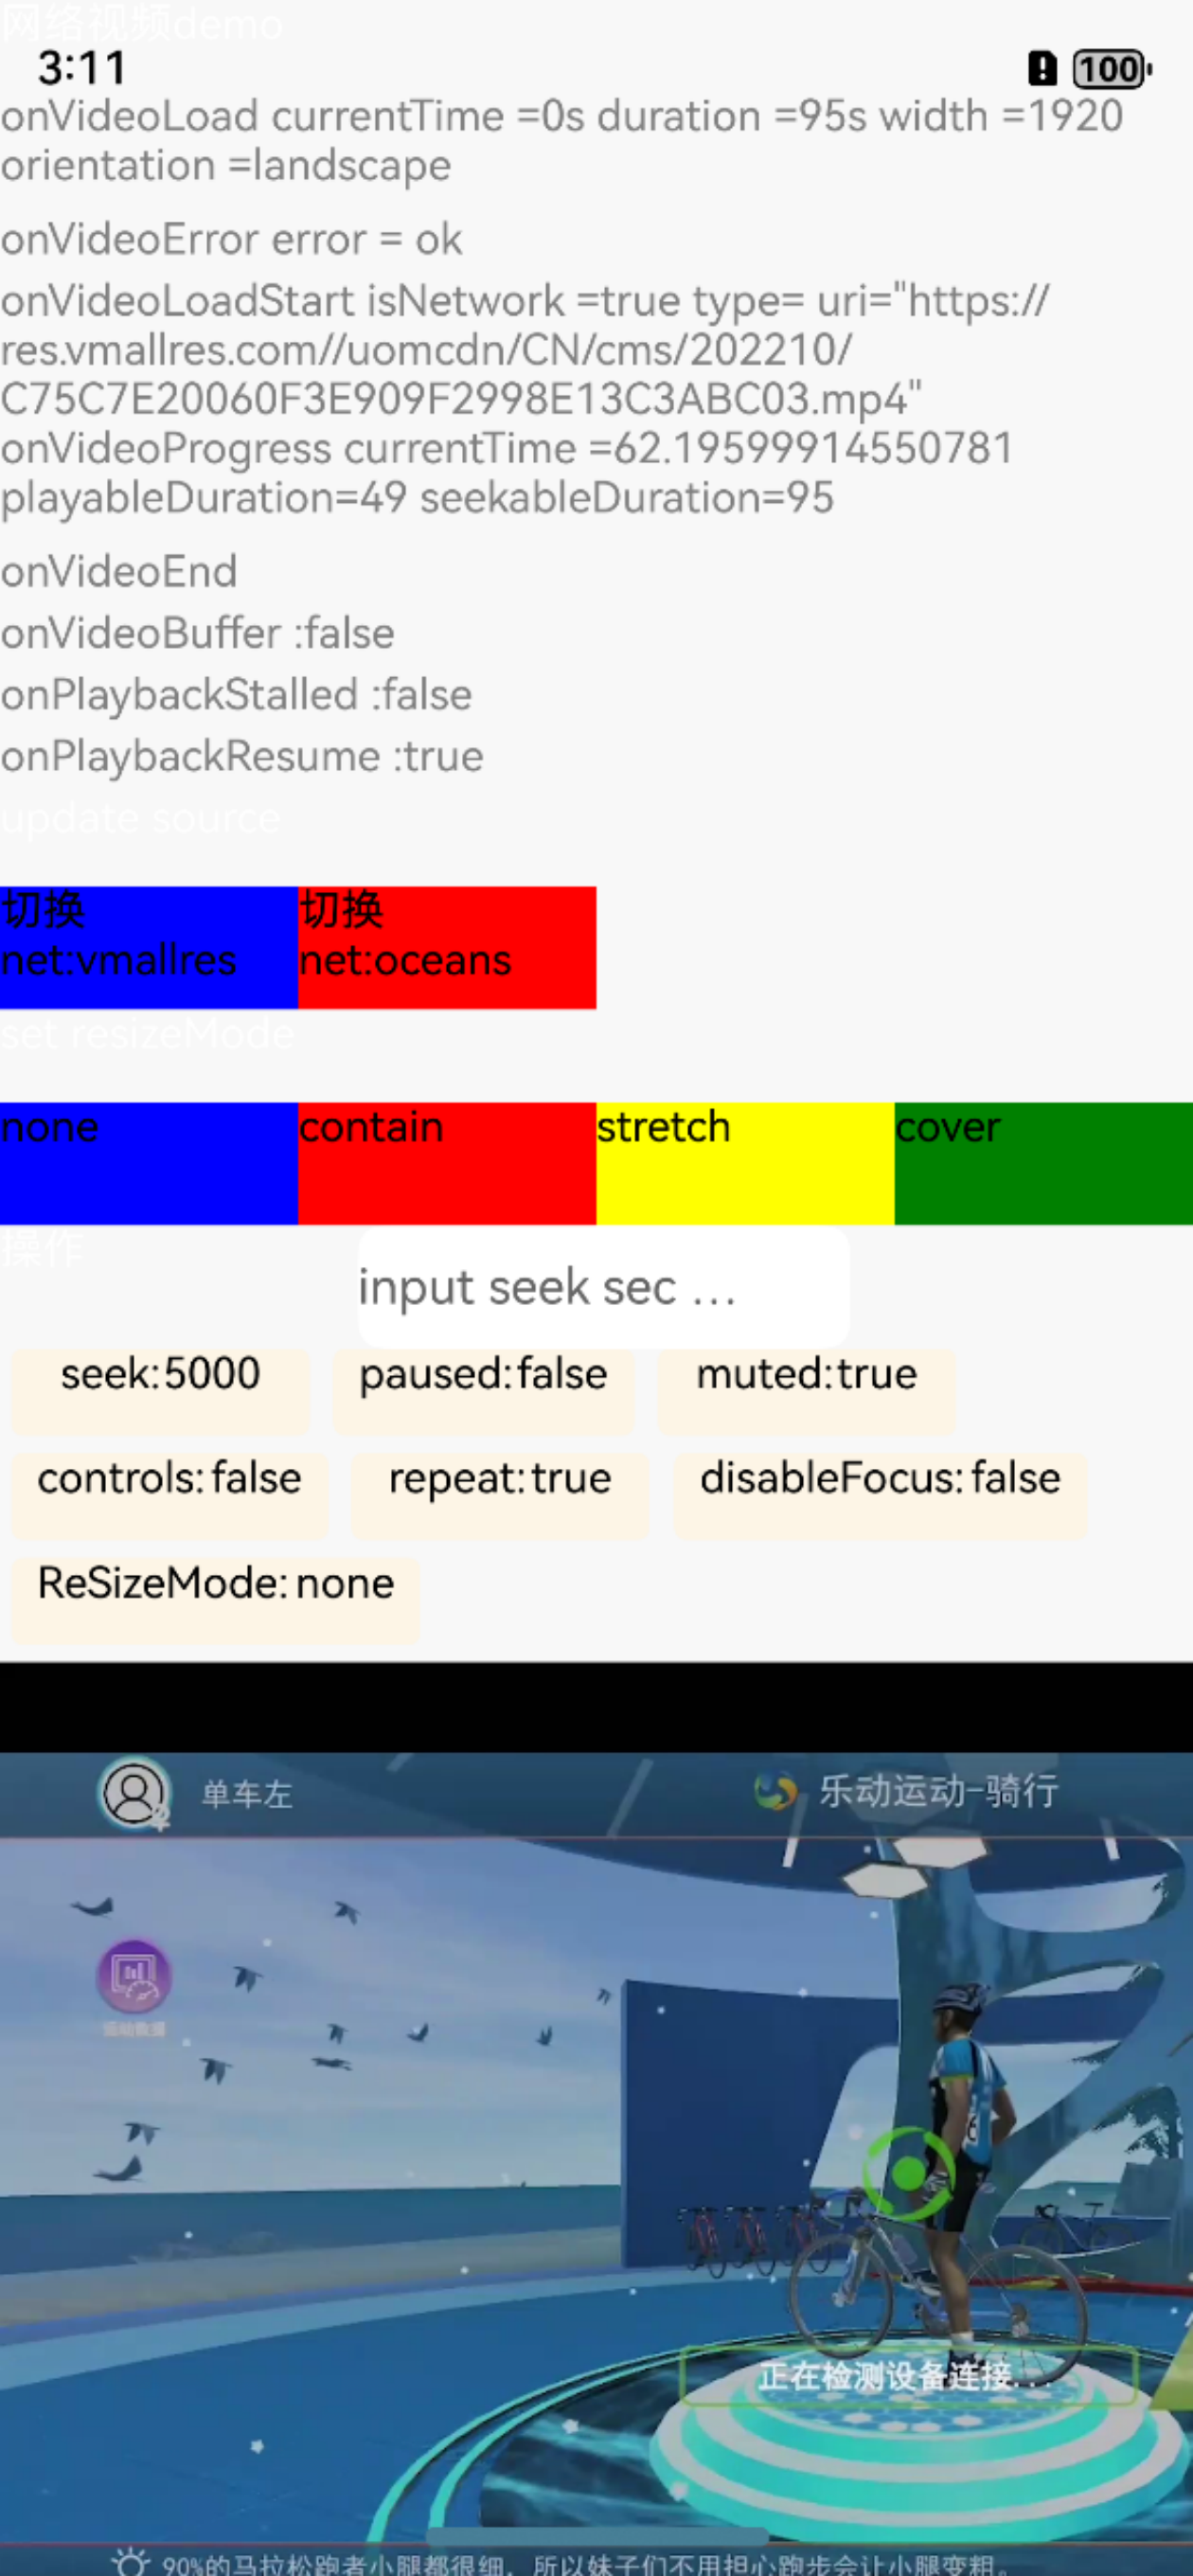 网络视频demo
3:11
100
onVideoLoad currentTime =0s duration =95s width =1920
orientation =landscape
onVideoError error = ok
onVideoLoadStart isNetwork =true type= uri="https://
res.vmallres.com//uomcdn/CN/cms/202210/
C75C7E20060F3E909F2998E13C3ABC03.mp4"
onVideoProgress currentTime =62.19599914550781
playableDuration=49 seekableDuration=95
onVideoEnd
onVideoBuffer :false
onPlaybackStalled :false
onPlaybackResume :true
update source
切换 切换
net:vmallres net:oceans
set resizeMode
none contain stretch cover
操作
input seek sec ...
seek:5000 paused:false muted:true
controls:false repeat:true disableFocus:false
ReSizeMode:none
单车左 乐动运动-骑行
运动数据
正在检测设备连接...
90%的马拉松跑者小腿都很细，所以妹子们不用担心跑步会让小腿变粗。